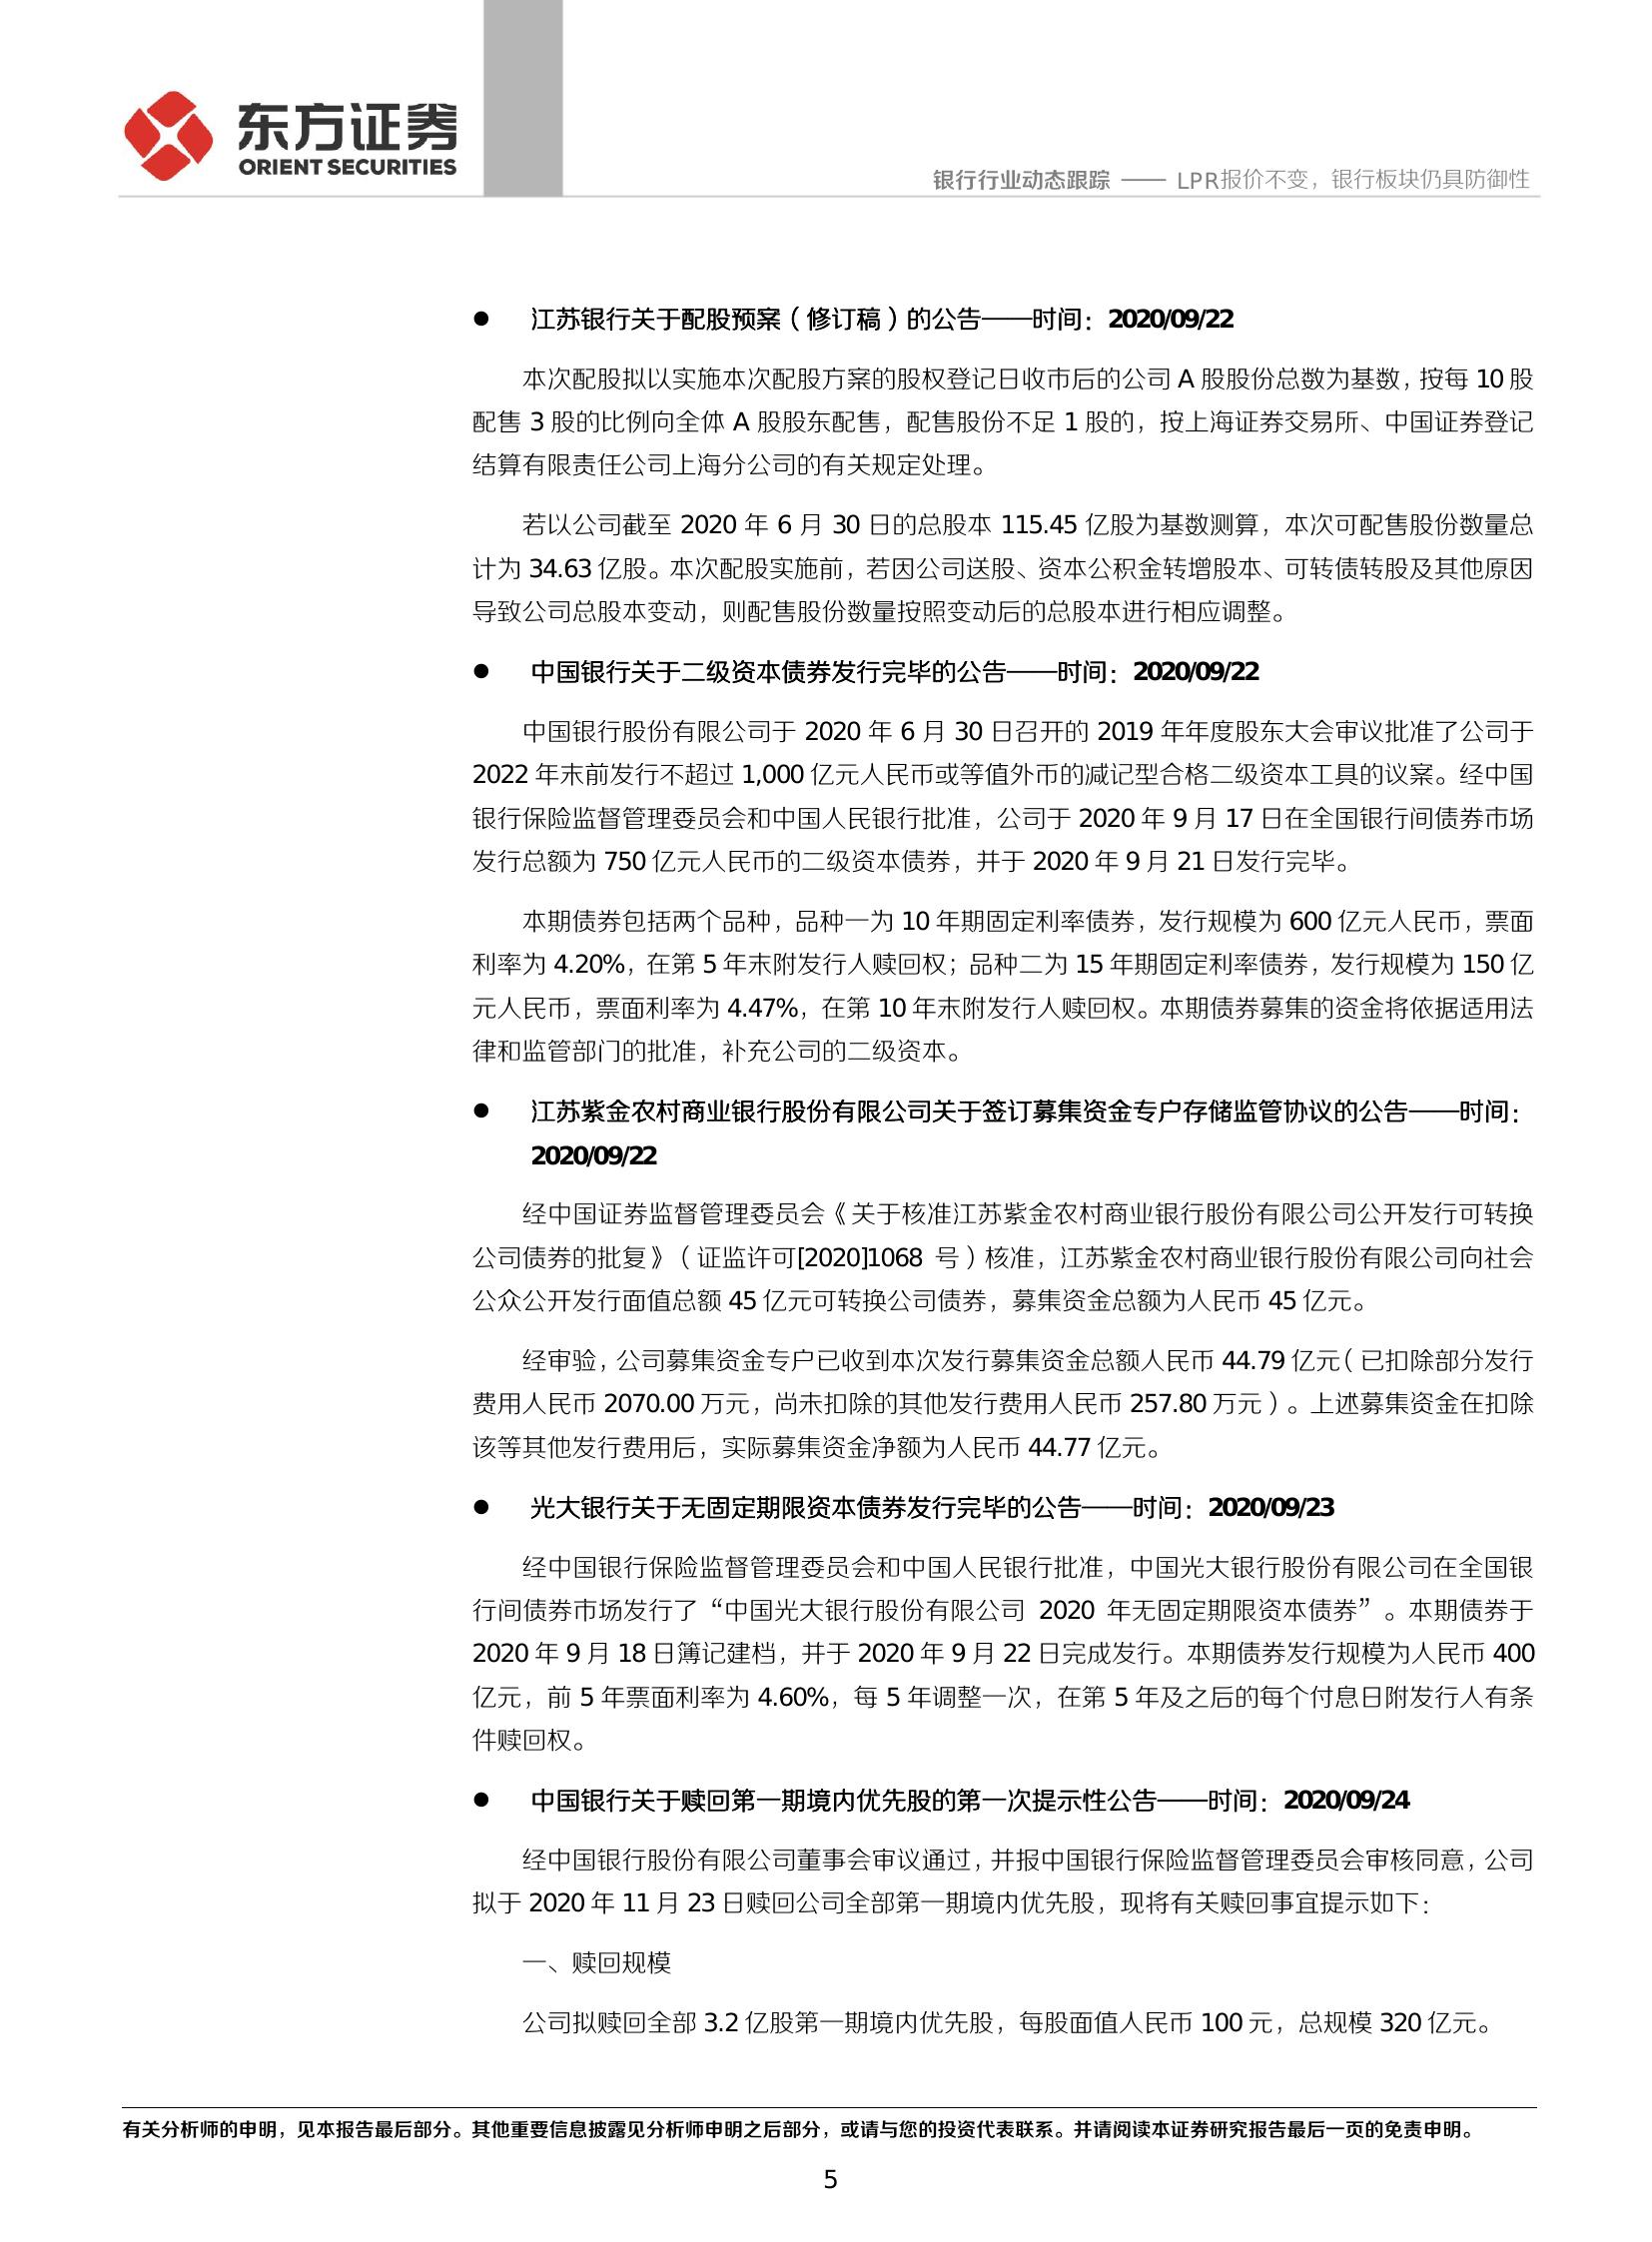 东方证券
ORIENT SECURITIES
银行行业动态跟踪 —— LPR报价不变，银行板块仍具防御性
● 江苏银行关于配股预案（修订稿）的公告——时间：2020/09/22
本次配股拟以实施本次配股方案的股权登记日收市后的公司 A 股股份总数为基数，按每 10 股
配售 3 股的比例向全体 A 股股东配售，配售股份不足 1 股的，按上海证券交易所、中国证券登记
结算有限责任公司上海分公司的有关规定处理。
若以公司截至 2020 年 6 月 30 日的总股本 115.45 亿股为基数测算，本次可配售股份数量总
计为 34.63 亿股。本次配股实施前，若因公司送股、资本公积金转增股本、可转债转股及其他原因
导致公司总股本变动，则配售股份数量按照变动后的总股本进行相应调整。
● 中国银行关于二级资本债券发行完毕的公告——时间：2020/09/22
中国银行股份有限公司于 2020 年 6 月 30 日召开的 2019 年年度股东大会审议批准了公司于
2022 年末前发行不超过 1,000 亿元人民币或等值外币的减记型合格二级资本工具的议案。经中国
银行保险监督管理委员会和中国人民银行批准，公司于 2020 年 9 月 17 日在全国银行间债券市场
发行总额为 750 亿元人民币的二级资本债券，并于 2020 年 9 月 21 日发行完毕。
本期债券包括两个品种，品种一为 10 年期固定利率债券，发行规模为 600 亿元人民币，票面
利率为 4.20%，在第 5 年末附发行人赎回权；品种二为 15 年期固定利率债券，发行规模为 150 亿
元人民币，票面利率为 4.47%，在第 10 年末附发行人赎回权。本期债券募集的资金将依据适用法
律和监管部门的批准，补充公司的二级资本。
● 江苏紫金农村商业银行股份有限公司关于签订募集资金专户存储监管协议的公告——时间：
2020/09/22
经中国证券监督管理委员会《关于核准江苏紫金农村商业银行股份有限公司公开发行可转换
公司债券的批复》（证监许可[2020]1068 号）核准，江苏紫金农村商业银行股份有限公司向社会
公众公开发行面值总额 45 亿元可转换公司债券，募集资金总额为人民币 45 亿元。
经审验，公司募集资金专户已收到本次发行募集资金总额人民币 44.79 亿元（已扣除部分发行
费用人民币 2070.00 万元，尚未扣除的其他发行费用人民币 257.80 万元）。上述募集资金在扣除
该等其他发行费用后，实际募集资金净额为人民币 44.77 亿元。
● 光大银行关于无固定期限资本债券发行完毕的公告——时间：2020/09/23
经中国银行保险监督管理委员会和中国人民银行批准，中国光大银行股份有限公司在全国银
行间债券市场发行了“中国光大银行股份有限公司 2020 年无固定期限资本债券”。本期债券于
2020 年 9 月 18 日簿记建档，并于 2020 年 9 月 22 日完成发行。本期债券发行规模为人民币 400
亿元，前 5 年票面利率为 4.60%，每 5 年调整一次，在第 5 年及之后的每个付息日附发行人有条
件赎回权。
● 中国银行关于赎回第一期境内优先股的第一次提示性公告——时间：2020/09/24
经中国银行股份有限公司董事会审议通过，并报中国银行保险监督管理委员会审核同意，公司
拟于 2020 年 11 月 23 日赎回公司全部第一期境内优先股，现将有关赎回事宜提示如下：
一、赎回规模
公司拟赎回全部 3.2 亿股第一期境内优先股，每股面值人民币 100 元，总规模 320 亿元。
有关分析师的申明，见本报告最后部分。其他重要信息披露见分析师申明之后部分，或请与您的投资代表联系。并请阅读本证券研究报告最后一页的免责申明。
5